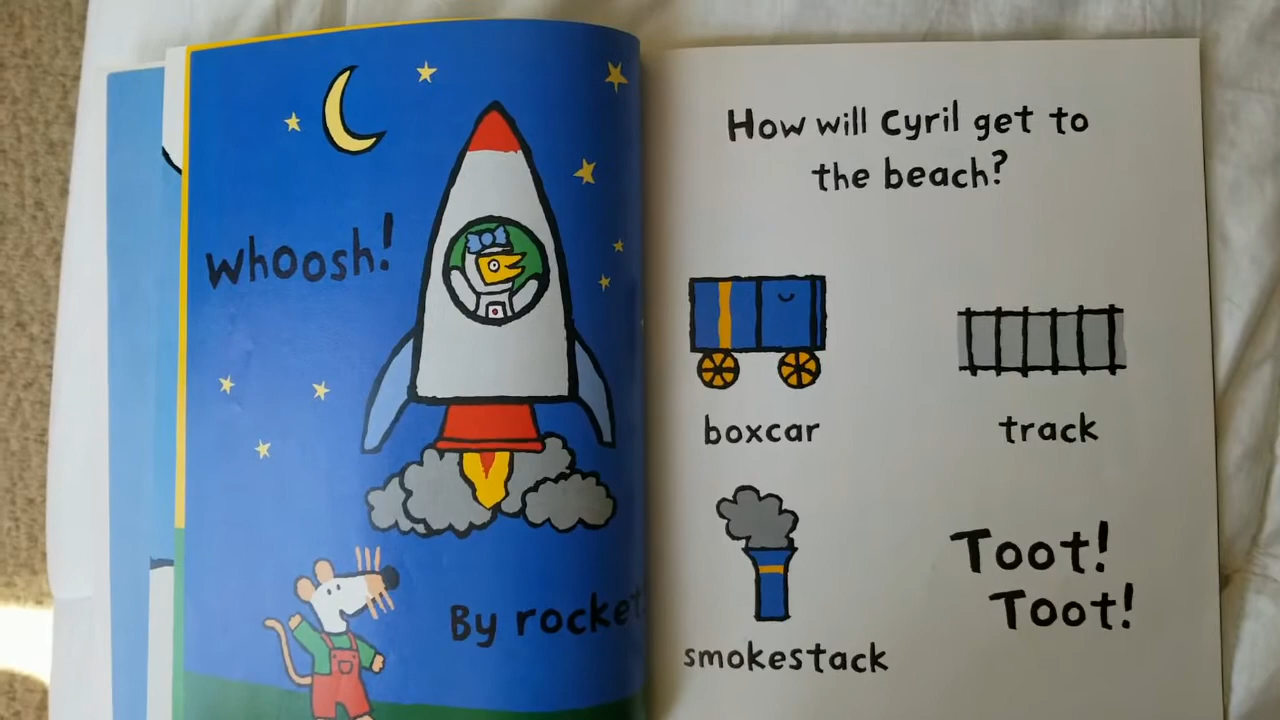 Whoosh!
By rocket!
How will Cyril get to
the beach?
boxcar
track
smokestack
Toot!
Toot!